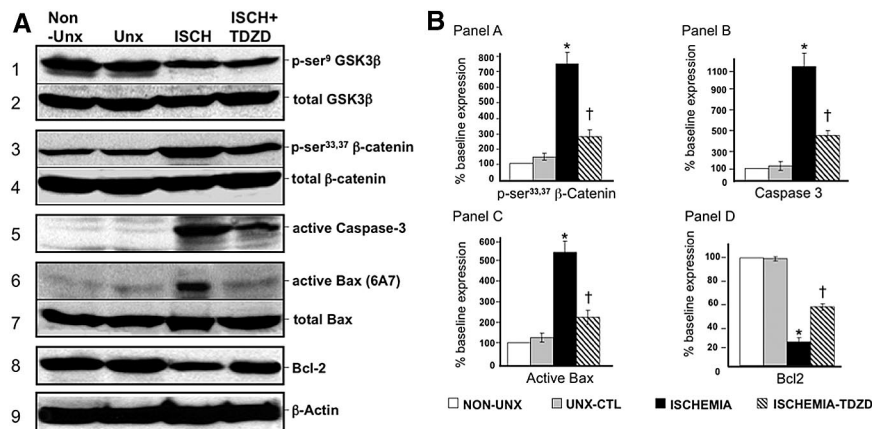 A
Non
-Unx
Unx
ISCH
ISCH+
TDZD
1
p-ser⁹ GSK3β
2
total GSK3β
3
p-ser³³,³⁷ β-catenin
4
total β-catenin
5
active Caspase-3
6
active Bax (6A7)
7
total Bax
8
Bcl-2
9
β-Actin
B
Panel A
% baseline expression
800
700
600
500
400
300
200
100
0
*
†
p-ser³³,³⁷ β-Catenin
Panel B
% baseline expression
1100
900
700
500
300
100
0
*
†
Caspase 3
Panel C
% baseline expression
600
500
400
300
200
100
0
*
†
Active Bax
Panel D
% baseline expression
100
80
60
40
20
0
*
†
Bcl2
NON-UNX
UNX-CTL
ISCHEMIA
ISCHEMIA-TDZD